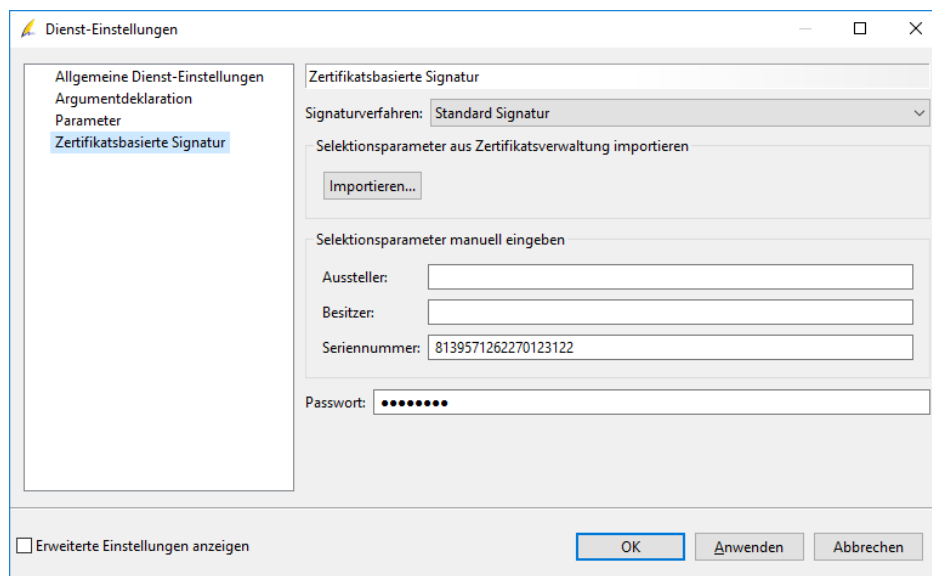 Dienst-Einstellungen
Allgemeine Dienst-Einstellungen
Argumentdeklaration
Parameter
Zertifikatsbasierte Signatur
Zertifikatsbasierte Signatur
Signaturverfahren: Standard Signatur
Selektionsparameter aus Zertifikatsverwaltung importieren
Importieren...
Selektionsparameter manuell eingeben
Aussteller:
Besitzer:
Seriennummer: 8139571262270123122
Passwort: ●●●●●●●●
Erweiterte Einstellungen anzeigen
OK Anwenden Abbrechen